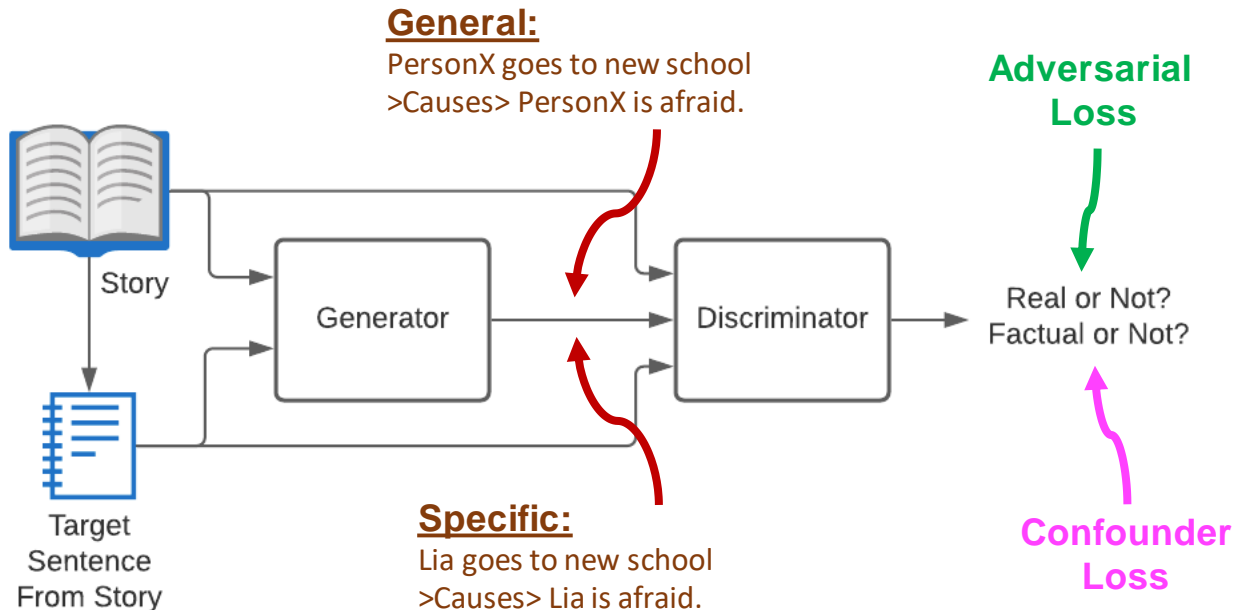 General:
PersonX goes to new school
>Causes> PersonX is afraid.
Adversarial
Loss
Story
Generator
Discriminator
Real or Not?
Factual or Not?
Target
Sentence
From Story
Specific:
Lia goes to new school
>Causes> Lia is afraid.
Confounder
Loss